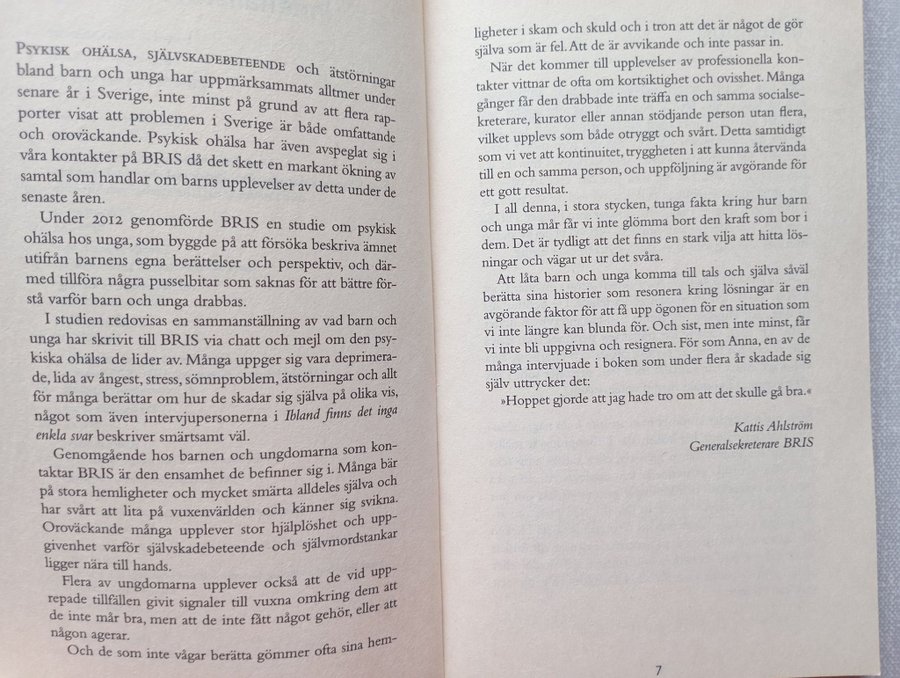 PSYKISK OHÄLSA, SJÄLVSKADEBETEENDE och ätstörningar
bland barn och unga har uppmärksammats alltmer under
senare år i Sverige, inte minst på grund av att flera rap-
porter visat att problemen i Sverige är både omfattande
och oroväckande. Psykisk ohälsa har även avspeglat sig i
våra kontakter på BRIS då det skett en markant ökning av
samtal som handlar om barns upplevelser av detta under de
senaste åren.
Under 2012 genomförde BRIS en studie om psykisk
ohälsa hos unga, som byggde på att försöka beskriva ämnet
utifrån barnens egna berättelser och perspektiv, och där-
med tillföra några pusselbitar som saknas för att bättre för-
stå varför barn och unga drabbas.
I studien redovisas en sammanställning av vad barn och
unga har skrivit till BRIS via chatt och mejl om den psy-
kiska ohälsa de lider av. Många uppger sig vara deprimera-
de, lida av ångest, stress, sömnproblem, ätstörningar och allt
för många berättar om hur de skadar sig själva på olika vis,
något som även intervjupersonerna i Ibland finns det inga
enkla svar beskriver smärtsamt väl.
Genomgående hos barnen och ungdomarna som kon-
taktar BRIS är den ensamhet de befinner sig i. Många bär
på stora hemligheter och mycket smärta alldeles själva och
har svårt att lita på vuxenvärlden och känner sig svikna.
Oroväckande många upplever stor hjälplöshet och upp-
givenhet varför självskadebeteende och självmordstankar
ligger nära till hands.
Flera av ungdomarna upplever också att de vid upp-
repade tillfällen givit signaler till vuxna omkring dem att
de inte mår bra, men att de inte fått något gehör, eller att
någon agerar.
Och de som inte vågar berätta gömmer ofta sina hem-
ligheter i skam och skuld och i tron att det är något de gör
själva som är fel. Att de är avvikande och inte passar in.
När det kommer till upplevelser av professionella kon-
takter vittnar de ofta om kortsiktighet och ovisshet. Många
gånger får den drabbade inte träffa en och samma socialse-
kreterare, kurator eller annan stödjande person utan flera,
vilket upplevs som både otryggt och svårt. Detta samtidigt
som vi vet att kontinuitet, tryggheten i att kunna återvända
till en och samma person, och uppföljning är avgörande för
ett gott resultat.
I all denna, i stora stycken, tunga fakta kring hur barn
och unga mår får vi inte glömma bort den kraft som bor i
dem. Det är tydligt att det finns en stark vilja att hitta lös-
ningar och vägar ut ur det svåra.
Att låta barn och unga komma till tals och själva såväl
berätta sina historier som resonera kring lösningar är en
avgörande faktor för att få upp ögonen för en situation som
vi inte längre kan blunda för. Och sist, men inte minst, får
vi inte bli uppgivna och resignera. För som Anna, en av de
många intervjuade i boken som under flera år skadade sig
själv uttrycker det:
»Hoppet gjorde att jag hade tro om att det skulle gå bra.«
Kattis Ahlström
Generalsekreterare BRIS
7